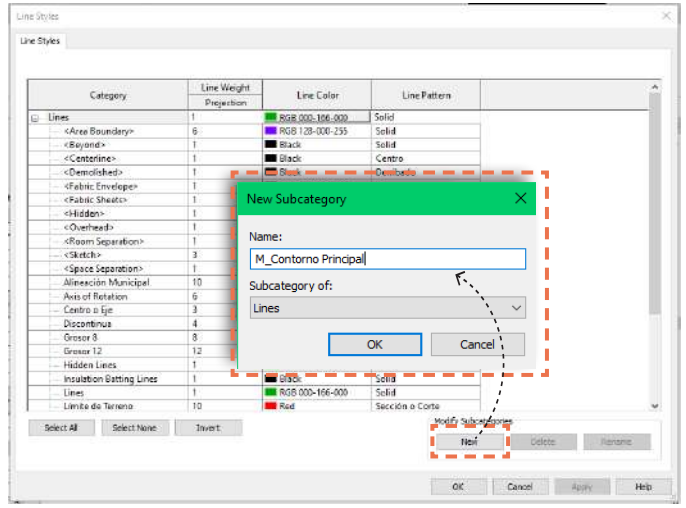 Line Styles
Line Styles
Category Line Weight Line Color Line Pattern
Projection
Lines 1 RGB 000-166-000 Solid
<Area Boundary> 6 RGB 128-000-255 Solid
<Beyond> 1 Black Solid
<Centerline> 1 Black Centro
<Demolished> 1 Black
<Fabric Envelope> 1
<Fabric Sheets> 1
<Hidden> 1
<Overhead> 1
<Room Separation> 1
<Sketch> 3
<Space Separation> 1
Alineación Municipal 10
Axis of Rotation 6
Centro o Eje 3
Discontinua 4
Grosor 8 8
Grosor 12 12
Hidden Lines 1
Insulation Batting Lines 1 Black Solid
Lines 1 RGB 000-166-000 Solid
Límite de Terreno 10 Red Sección o Corte
New Subcategory
Name:
M_Contorno Principal
Subcategory of:
Lines
OK Cancel
Modify Subcategories
Select All Select None Invert New Delete Rename
OK Cancel Apply Help